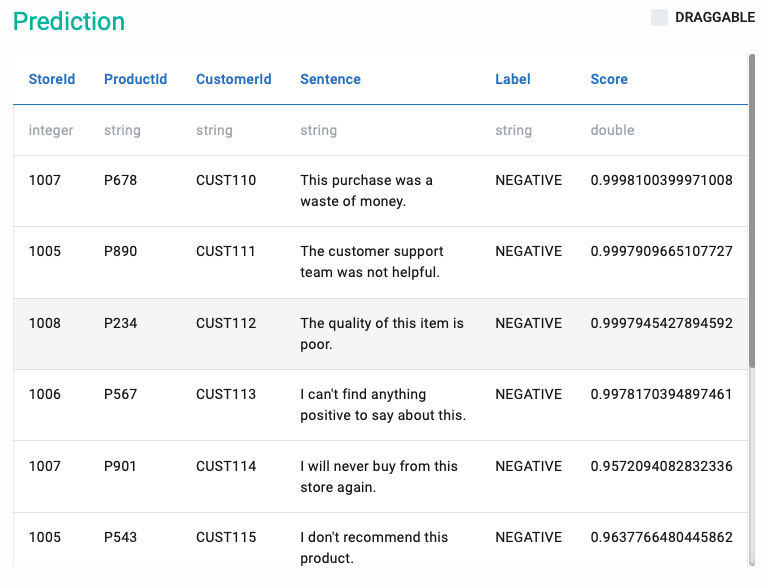 Prediction
DRAGGABLE
StoreId ProductId CustomerId Sentence Label Score
integer string string string string double
1007 P678 CUST110 This purchase was a NEGATIVE 0.9998100399971008
waste of money.
1005 P890 CUST111 The customer support NEGATIVE 0.9997909665107727
team was not helpful.
1008 P234 CUST112 The quality of this item is NEGATIVE 0.9997945427894592
poor.
1006 P567 CUST113 I can't find anything NEGATIVE 0.9978170394897461
positive to say about this.
1007 P901 CUST114 I will never buy from this NEGATIVE 0.9572094082832336
store again.
1005 P543 CUST115 I don't recommend this NEGATIVE 0.9637766480445862
product.